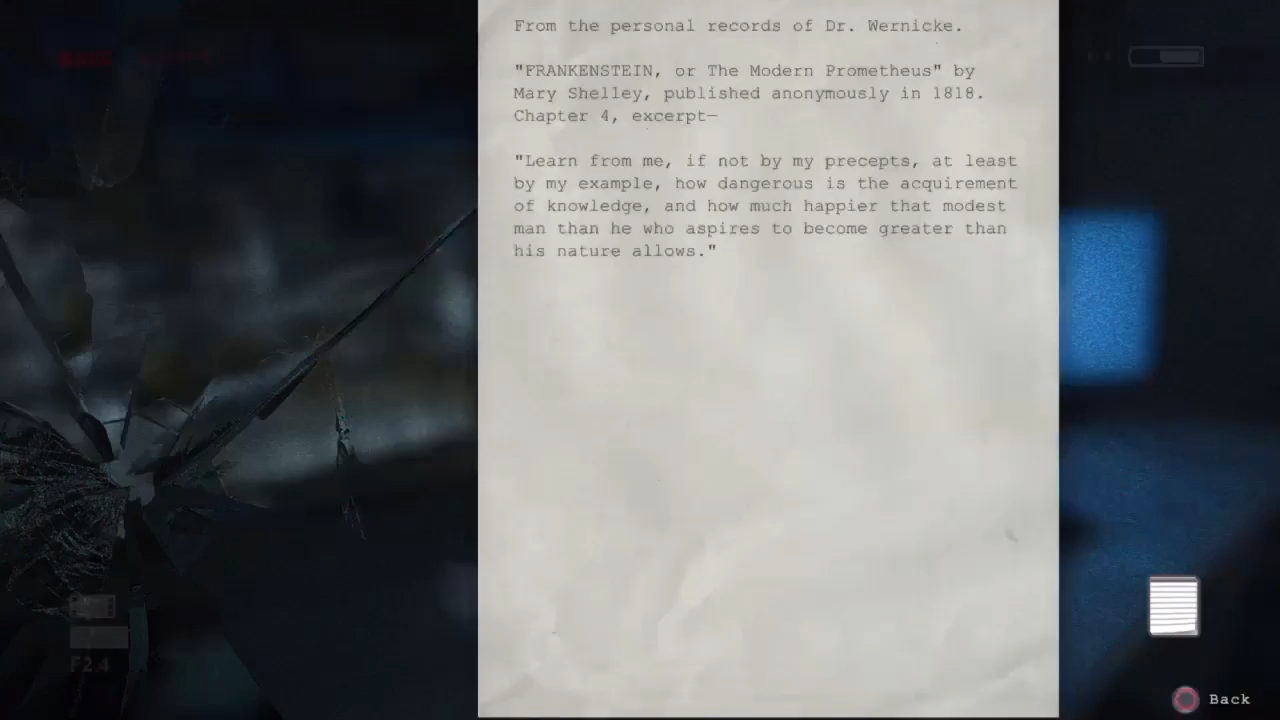 From the personal records of Dr. Wernicke.
"FRANKENSTEIN, or The Modern Prometheus" by
Mary Shelley, published anonymously in 1818.
Chapter 4, excerpt—
"Learn from me, if not by my precepts, at least
by my example, how dangerous is the acquirement
of knowledge, and how much happier that modest
man than he who aspires to become greater than
his nature allows."
F2.4
Back